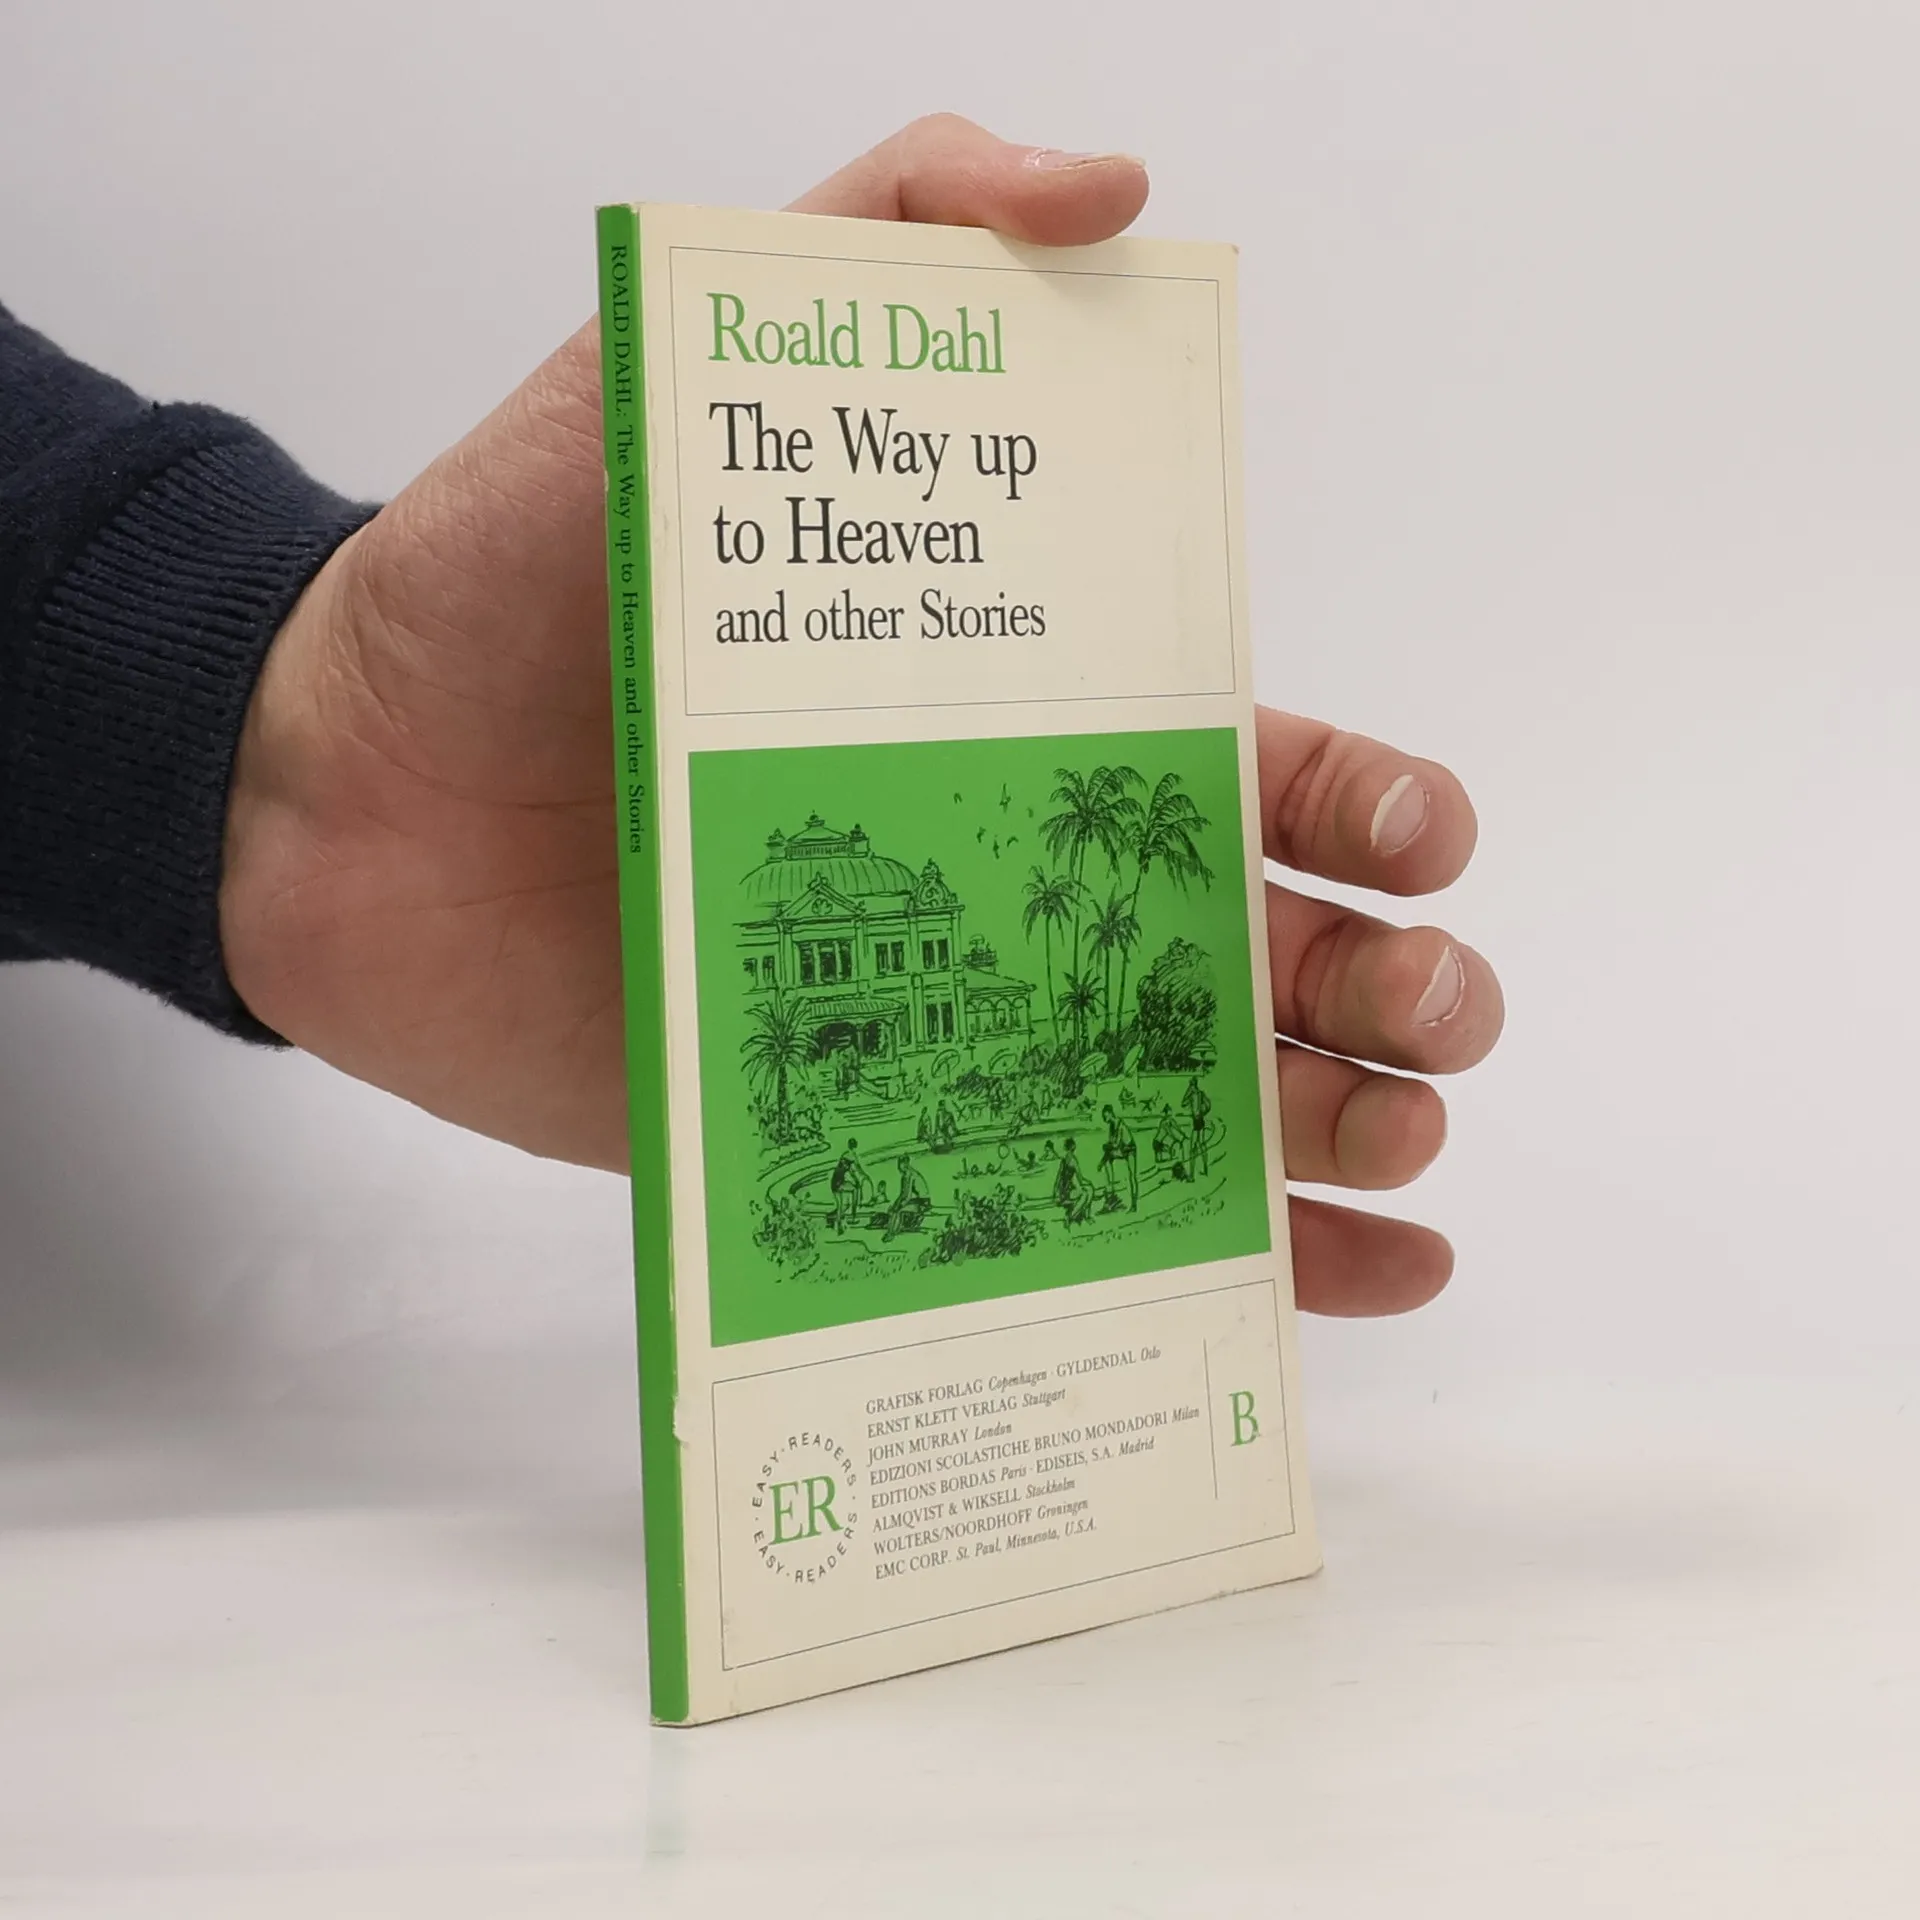 ROALD DAHL: The Way up to Heaven and other Stories
Roald Dahl
The Way up
to Heaven
and other Stories
GRAFISK FORLAG Copenhagen · GYLDENDAL Oslo
ERNST KLETT VERLAG Stuttgart
JOHN MURRAY London
EDIZIONI SCOLASTICHE BRUNO MONDADORI Milan
EDITIONS BORDAS Paris · EDISEIS, S.A. Madrid
ALMQVIST & WIKSELL Stockholm
WOLTERS/NOORDHOFF Groningen
EMC CORP. St. Paul, Minnesota, U.S.A.
· EASY · READERS · EASY · READERS
ER
B